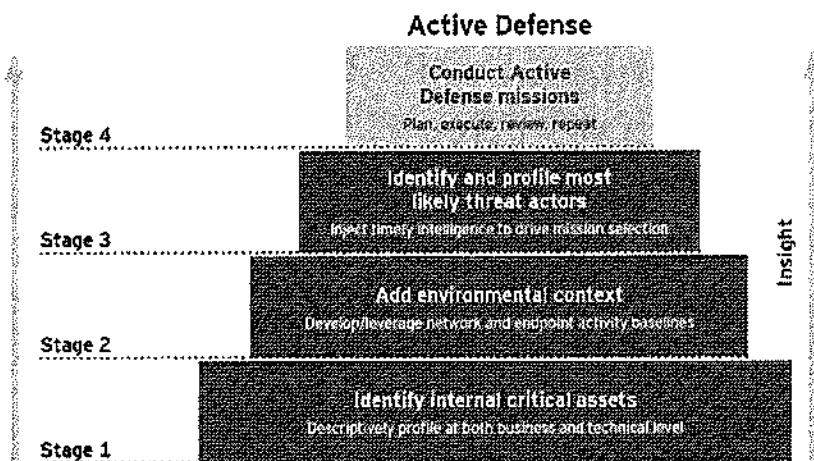 Active Defense
Conduct Active
Defense missions
Plan, execute, review, repeat
Stage 4
Identify and profile most
likely threat actors
Inject timely intelligence to drive mission selection
Stage 3
Insight
Add environmental context
Develop/leverage network and endpoint activity baselines
Stage 2
Identify internal critical assets
Descriptively profile at both business and technical level
Stage 1